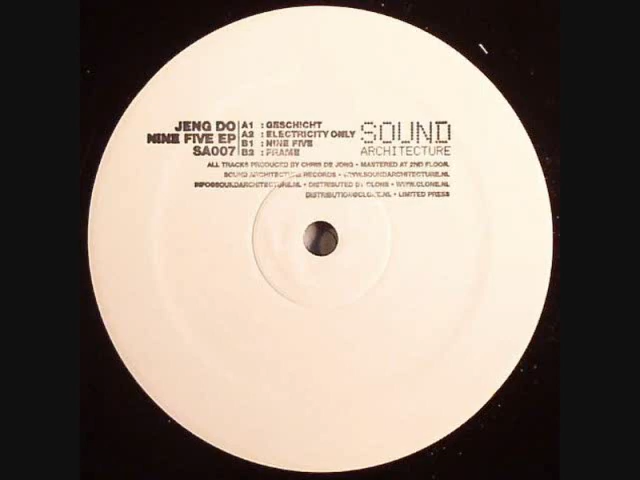 JENG DO
NINE FIVE EP
SA007
A1 : GESCHICHT
A2 : ELECTRICITY ONLY
B1 : NINE FIVE
B2 : FRAME
SOUND
ARCHITECTURE
ALL TRACKS PRODUCED BY CHRIS DE JONG • MASTERED AT 2ND FLOOR.
SOUND ARCHITECTURE RECORDS • WWW.SOUNDARCHITECTURE.NL
INFO@SOUNDARCHITECTURE.NL • DISTRIBUTED BY CLONE • WWW.CLONE.NL
DISTRIBUTION@CLONE.NL • LIMITED PRESS